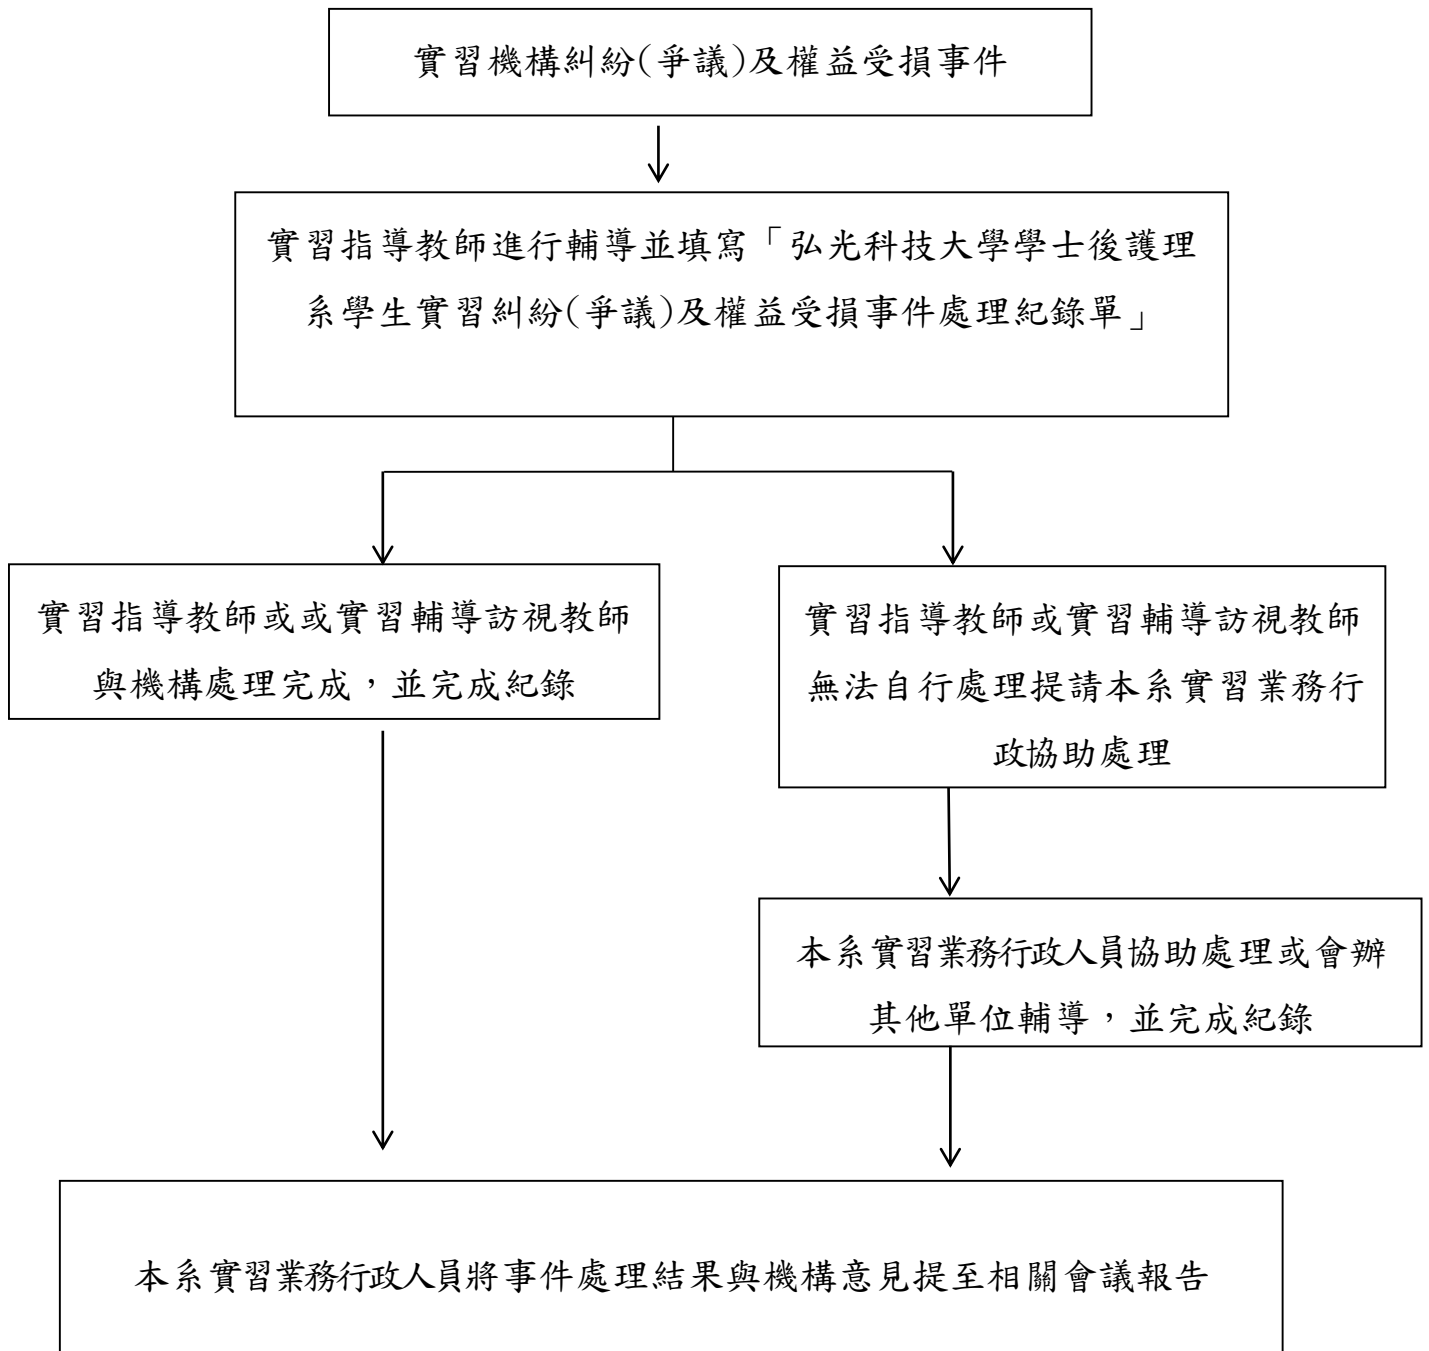 實習機構糾紛(爭議)及權益受損事件
實習指導教師進行輔導並填寫「弘光科技大學學士後護理
系學生實習糾紛(爭議)及權益受損事件處理紀錄單」
實習指導教師或或實習輔導訪視教師
與機構處理完成，並完成紀錄
實習指導教師或實習輔導訪視教師
無法自行處理提請本系實習業務行
政協助處理
本系實習業務行政人員協助處理或會辦
其他單位輔導，並完成紀錄
本系實習業務行政人員將事件處理結果與機構意見提至相關會議報告